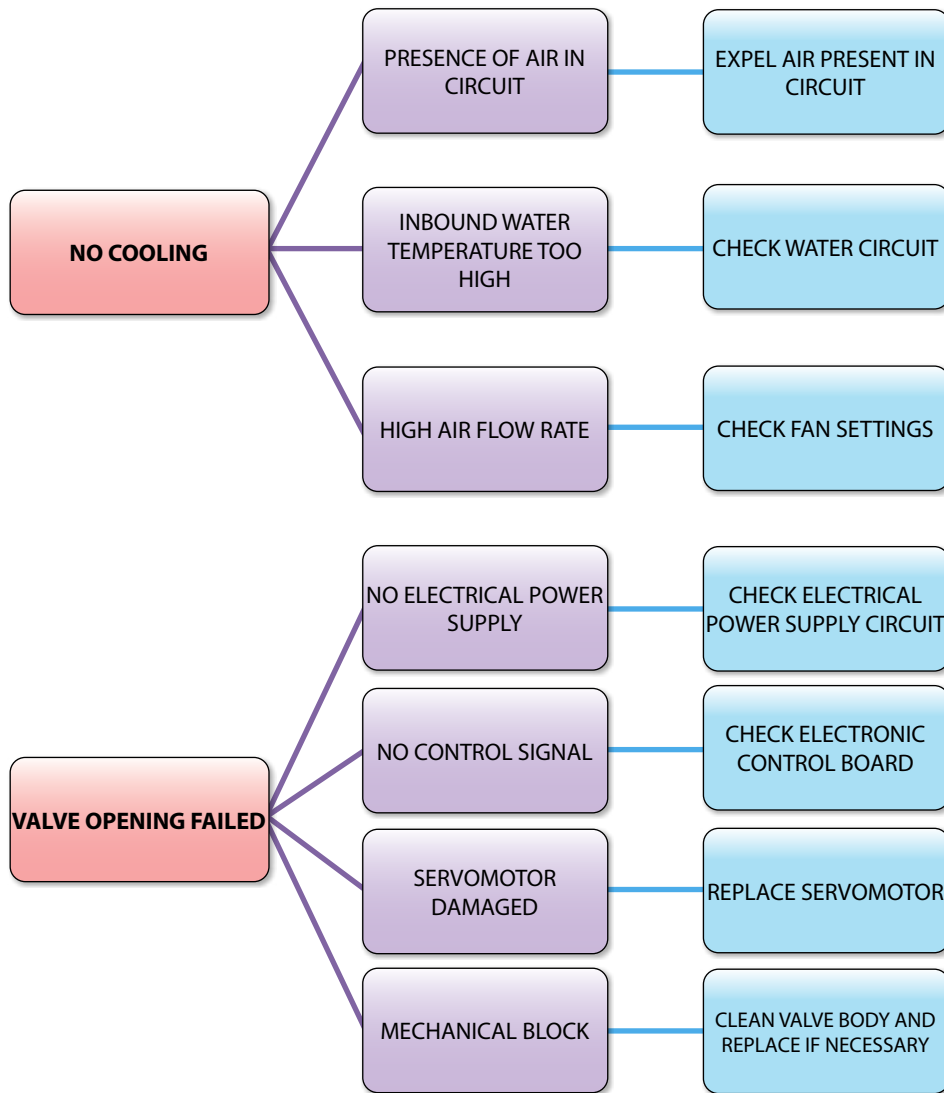 PRESENCE OF AIR IN
CIRCUIT
EXPEL AIR PRESENT IN
CIRCUIT
NO COOLING
INBOUND WATER
TEMPERATURE TOO
HIGH
CHECK WATER CIRCUIT
HIGH AIR FLOW RATE
CHECK FAN SETTINGS
NO ELECTRICAL POWER
SUPPLY
CHECK ELECTRICAL
POWER SUPPLY CIRCUIT
VALVE OPENING FAILED
NO CONTROL SIGNAL
CHECK ELECTRONIC
CONTROL BOARD
SERVOMOTOR
DAMAGED
REPLACE SERVOMOTOR
MECHANICAL BLOCK
CLEAN VALVE BODY AND
REPLACE IF NECESSARY